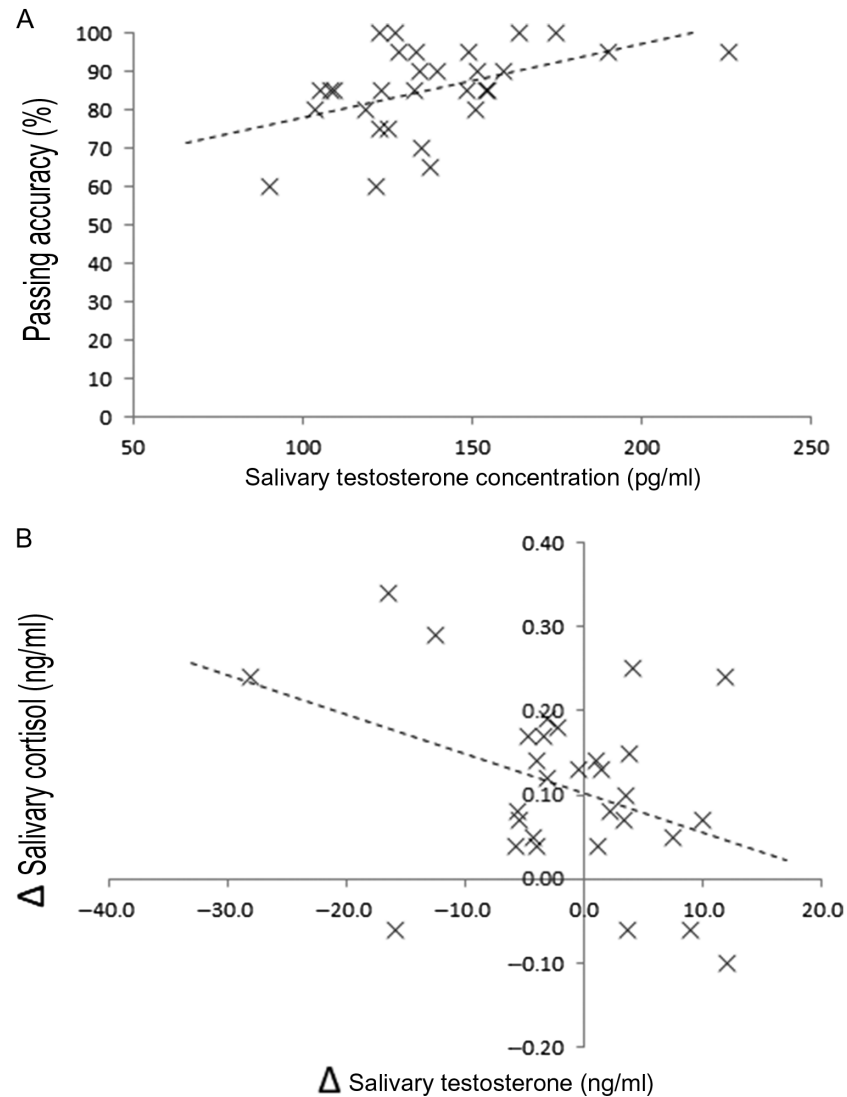 A
100
90
80
70
60
50
40
30
20
10
0
Passing accuracy (%)
50 100 150 200 250
Salivary testosterone concentration (pg/ml)
B
0.40
0.30
0.20
0.10
0.00
−40.0 −30.0 −20.0 −10.0 0.0 10.0 20.0
−0.10
−0.20
Δ Salivary cortisol (ng/ml)
Δ Salivary testosterone (ng/ml)